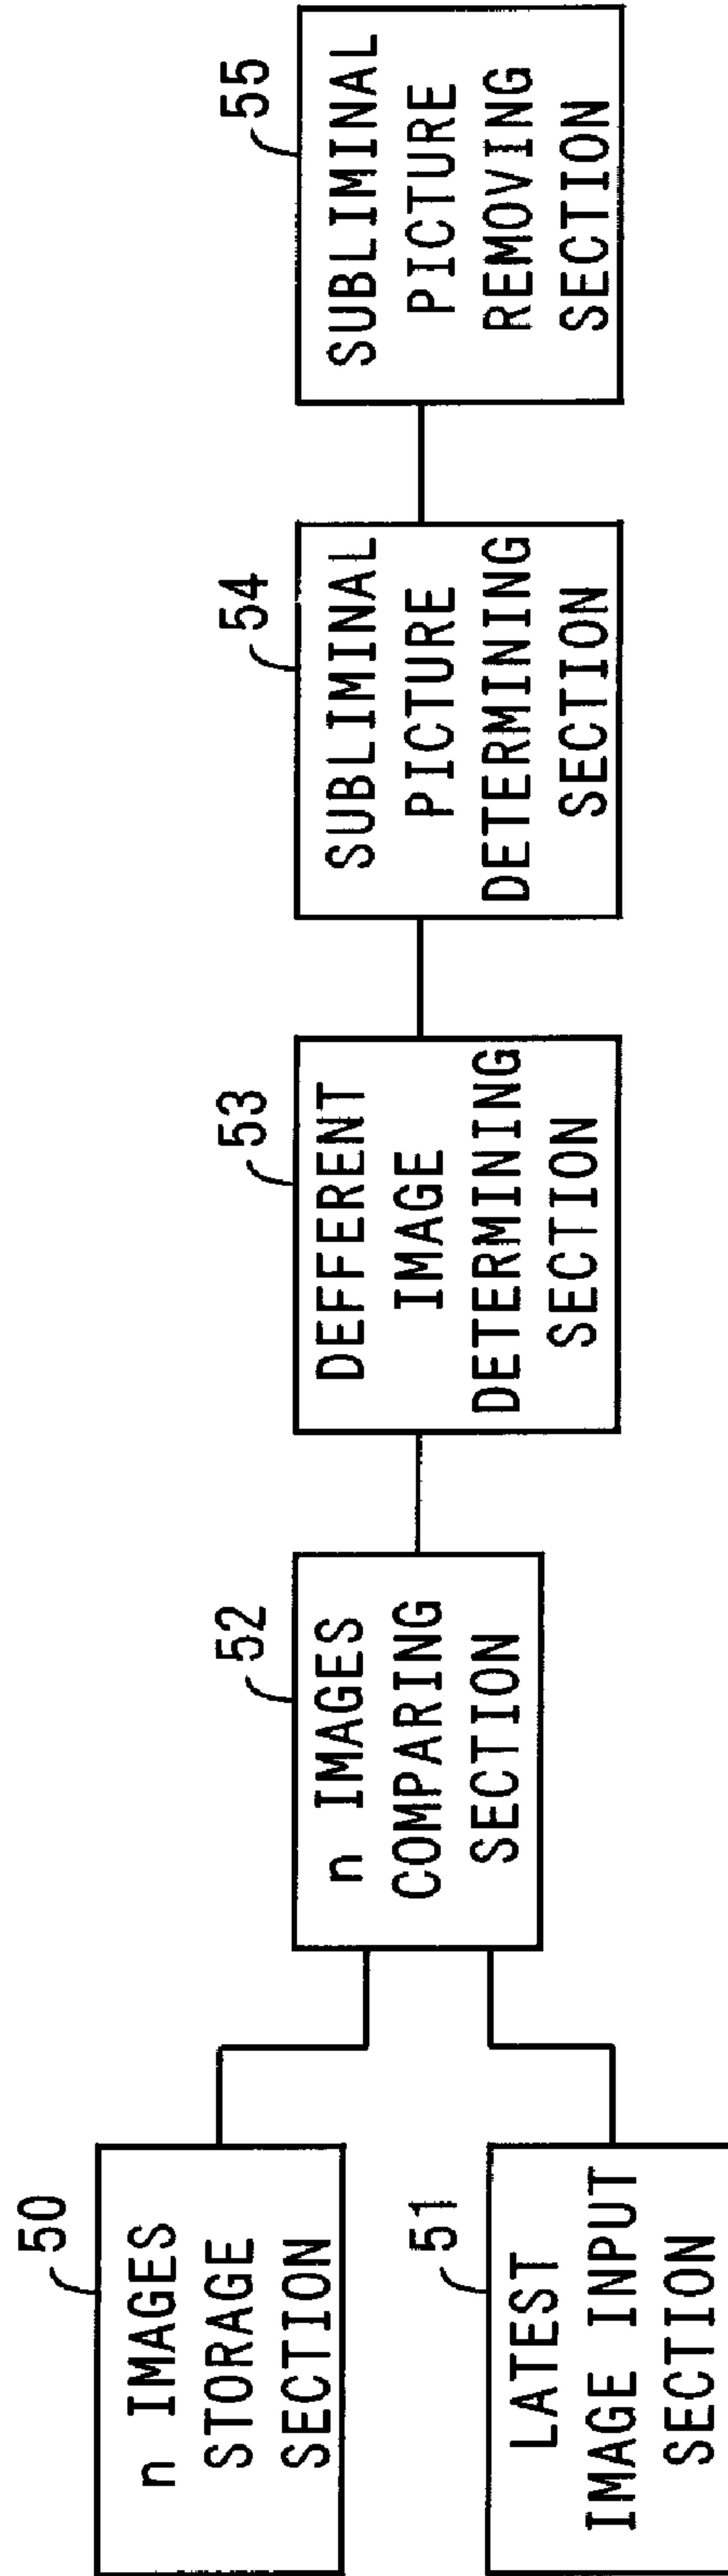 50
n IMAGES
STORAGE
SECTION
51
LATEST
IMAGE INPUT
SECTION
52
n IMAGES
COMPARING
SECTION
53
DEFFERENT
IMAGE
DETERMINING
SECTION
54
SUBLIMINAL
PICTURE
DETERMINING
SECTION
55
SUBLIMINAL
PICTURE
REMOVING
SECTION